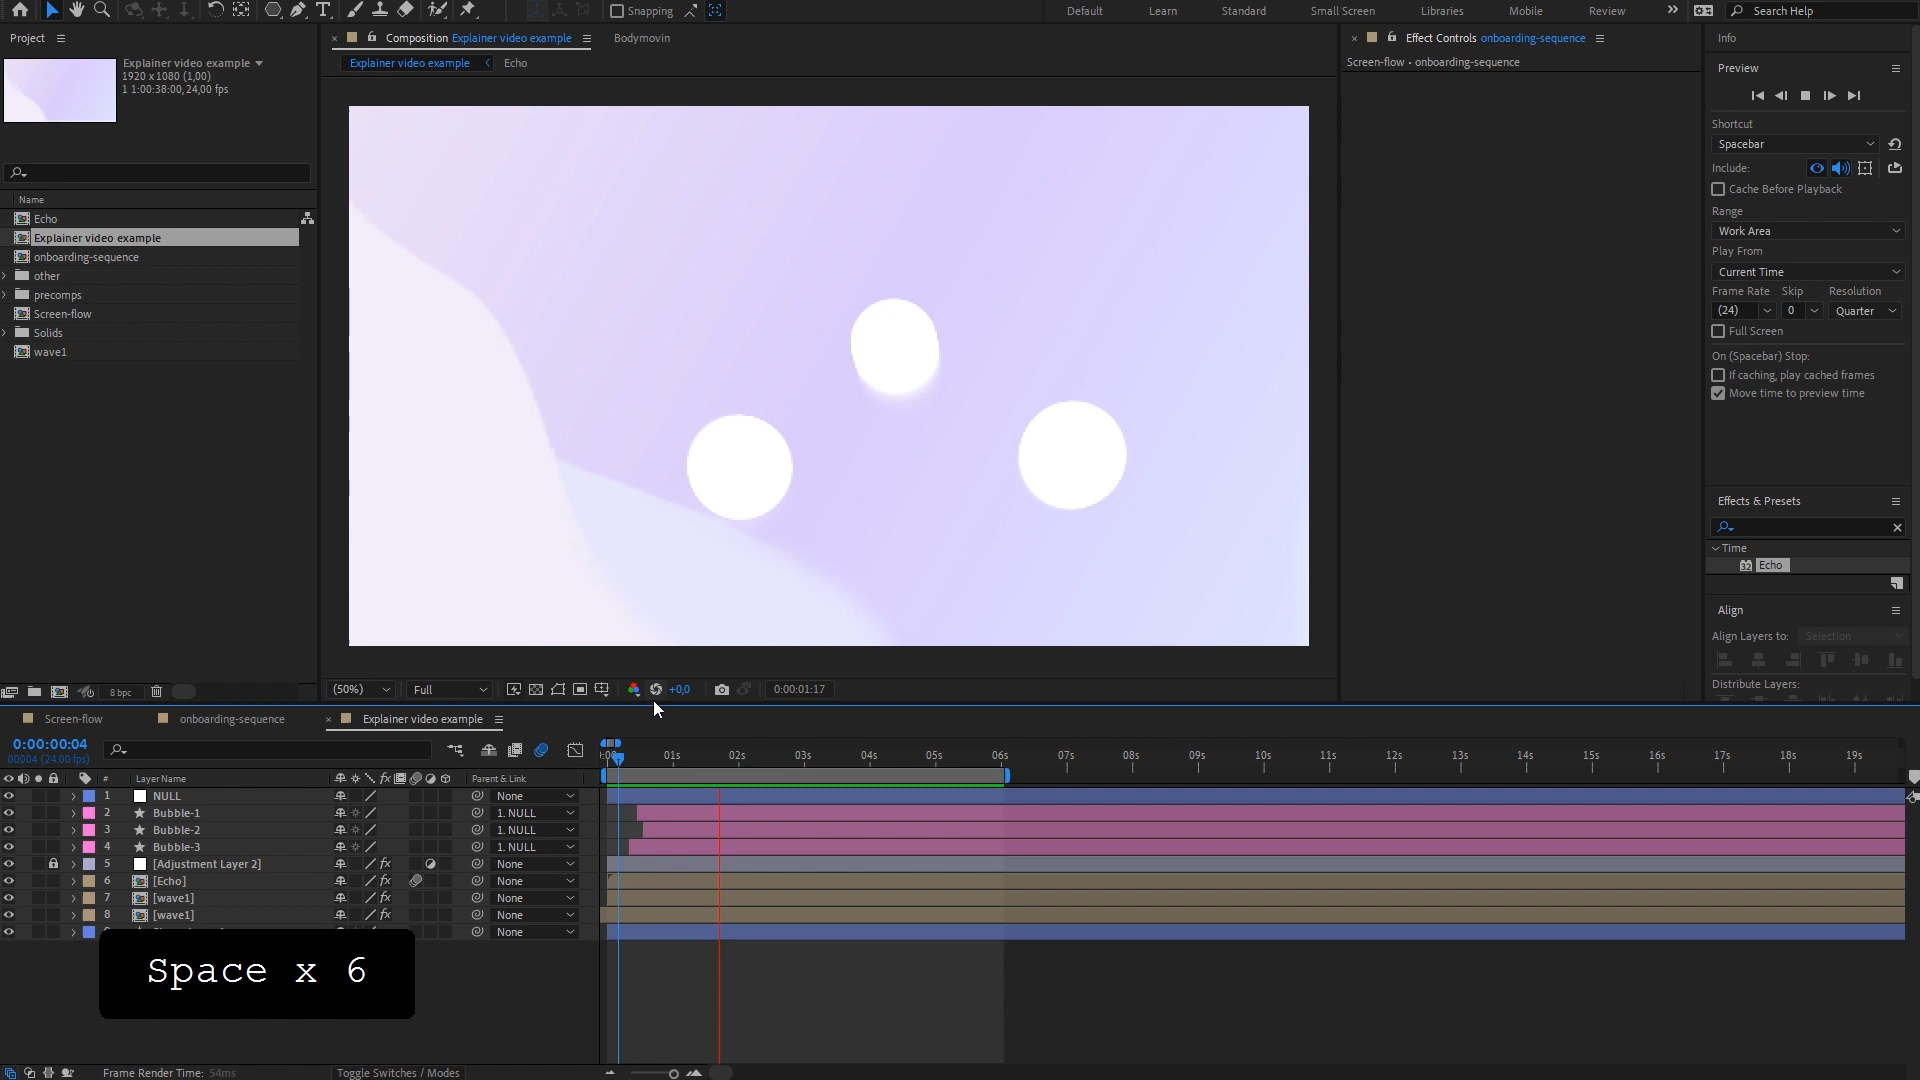 Snapping
Default
Learn
Standard
Small Screen
Libraries
Mobile
Review
Search Help
Project
Composition Explainer video example
Bodymovin
Effect Controls onboarding-sequence
Info
Explainer video example
1920 x 1080 (1,00)
1 1:00:38:00, 24,00 fps)
Explainer video example
Echo
Screen-flow • onboarding-sequence
Preview
Shortcut
Spacebar
Include:
Cache Before Playback
Range
Work Area
Play From
Current Time
Frame Rate Skip Resolution
(24) 0 Quarter
Full Screen
On (Spacebar) Stop:
If caching, play cached frames
Move time to preview time
Name
Echo
Explainer video example
onboarding-sequence
other
precomps
Screen-flow
Solids
wave1
Effects & Presets
Time
32 Echo
Align
Align Layers to: Selection
Distribute Layers:
8 bpc
(50%) Full +0,0 0:00:01:17
Screen-flow
onboarding-sequence
Explainer video example
0:00:00:04
00004 (24.00 fps)
01s 02s 03s 04s 05s 06s 07s 08s 09s 10s 11s 12s 13s 14s 15s 16s 17s 18s 19s
# Layer Name fx Parent & Link
1 NULL None
2 Bubble-1 1. NULL
3 Bubble-2 1. NULL
4 Bubble-3 1. NULL
5 [Adjustment Layer 2] fx None
6 [Echo] fx None
7 [wave1] fx None
8 [wave1] fx None
None
Space x 6
Frame Render Time: 54ms
Toggle Switches / Modes